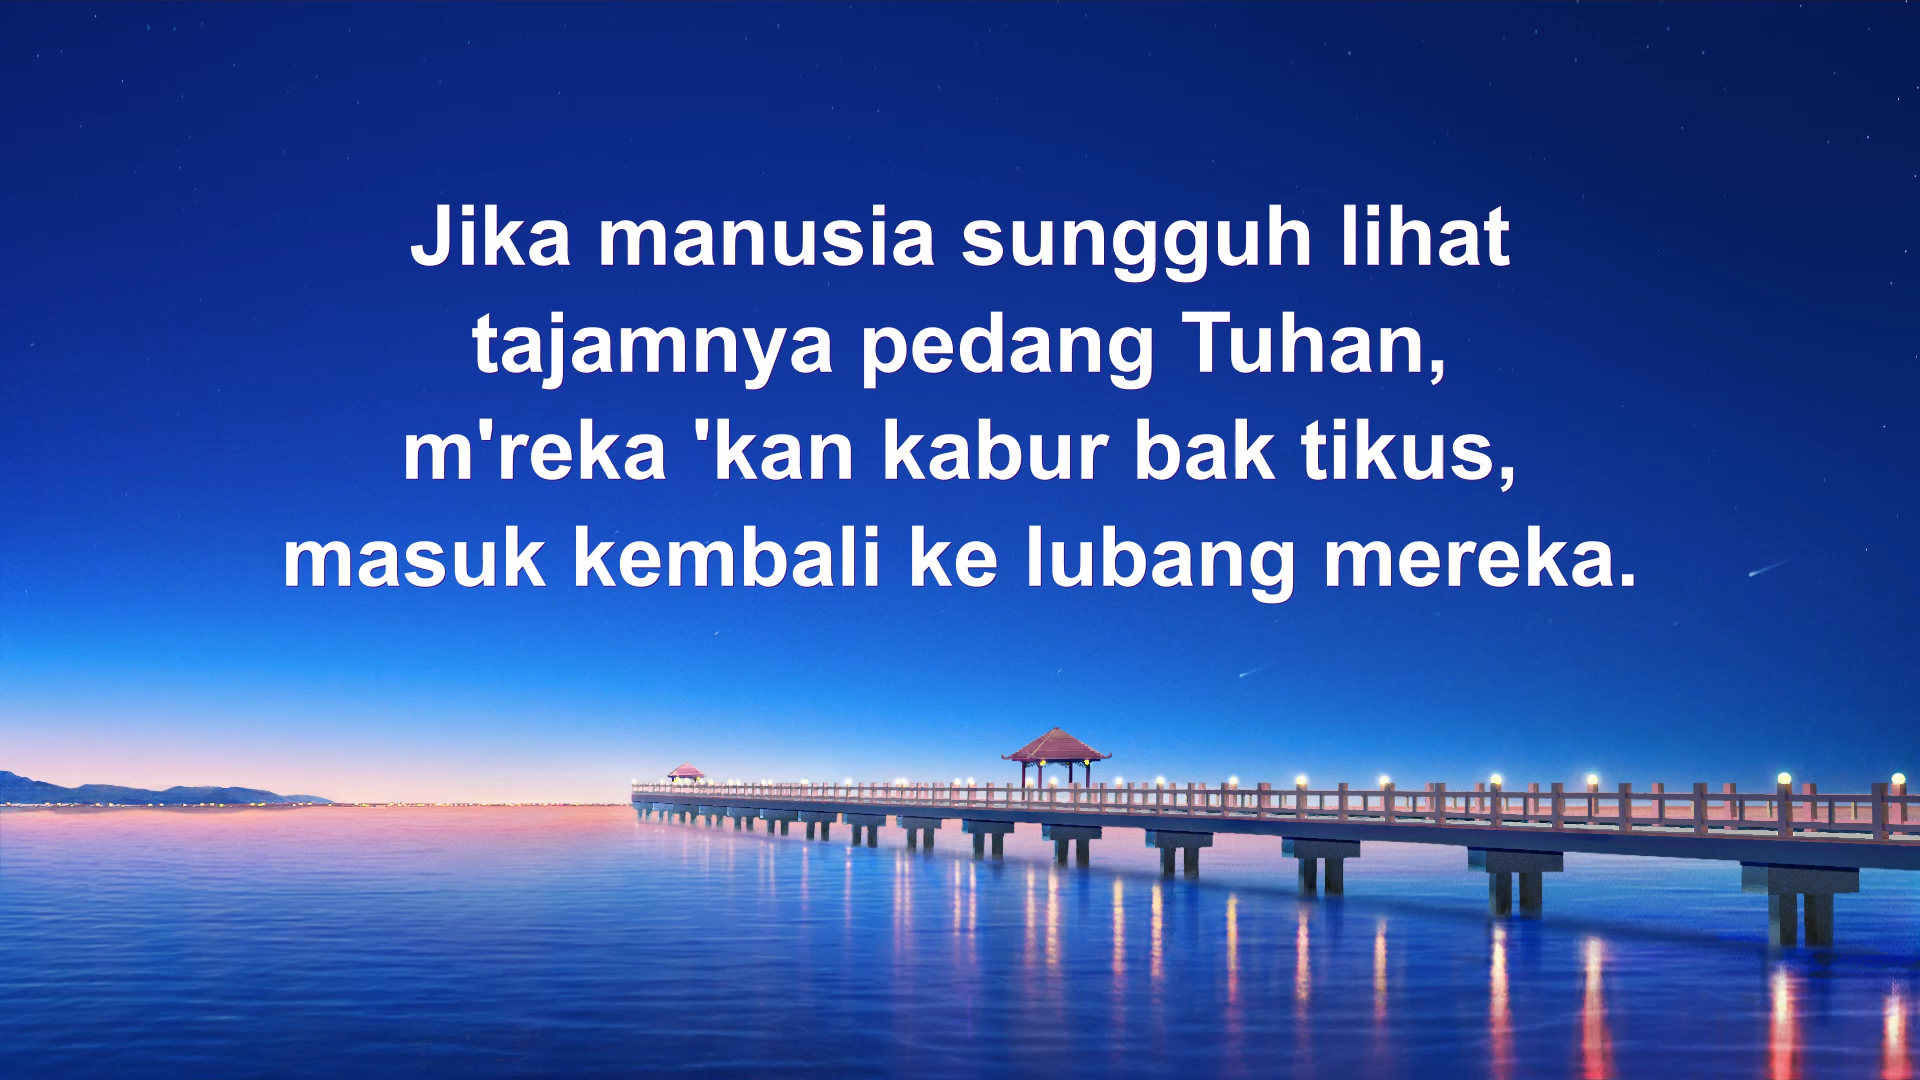 Jika manusia sungguh lihat
tajamnya pedang Tuhan,
m'reka 'kan kabur bak tikus,
masuk kembali ke lubang mereka.